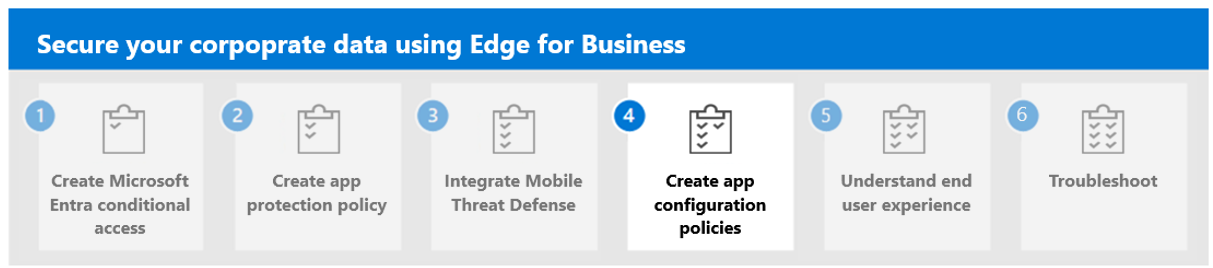 Secure your corpoprate data using Edge for Business
1
Create Microsoft
Entra conditional
access
2
Create app
protection policy
3
Integrate Mobile
Threat Defense
4
Create app
configuration
policies
5
Understand end
user experience
6
Troubleshoot